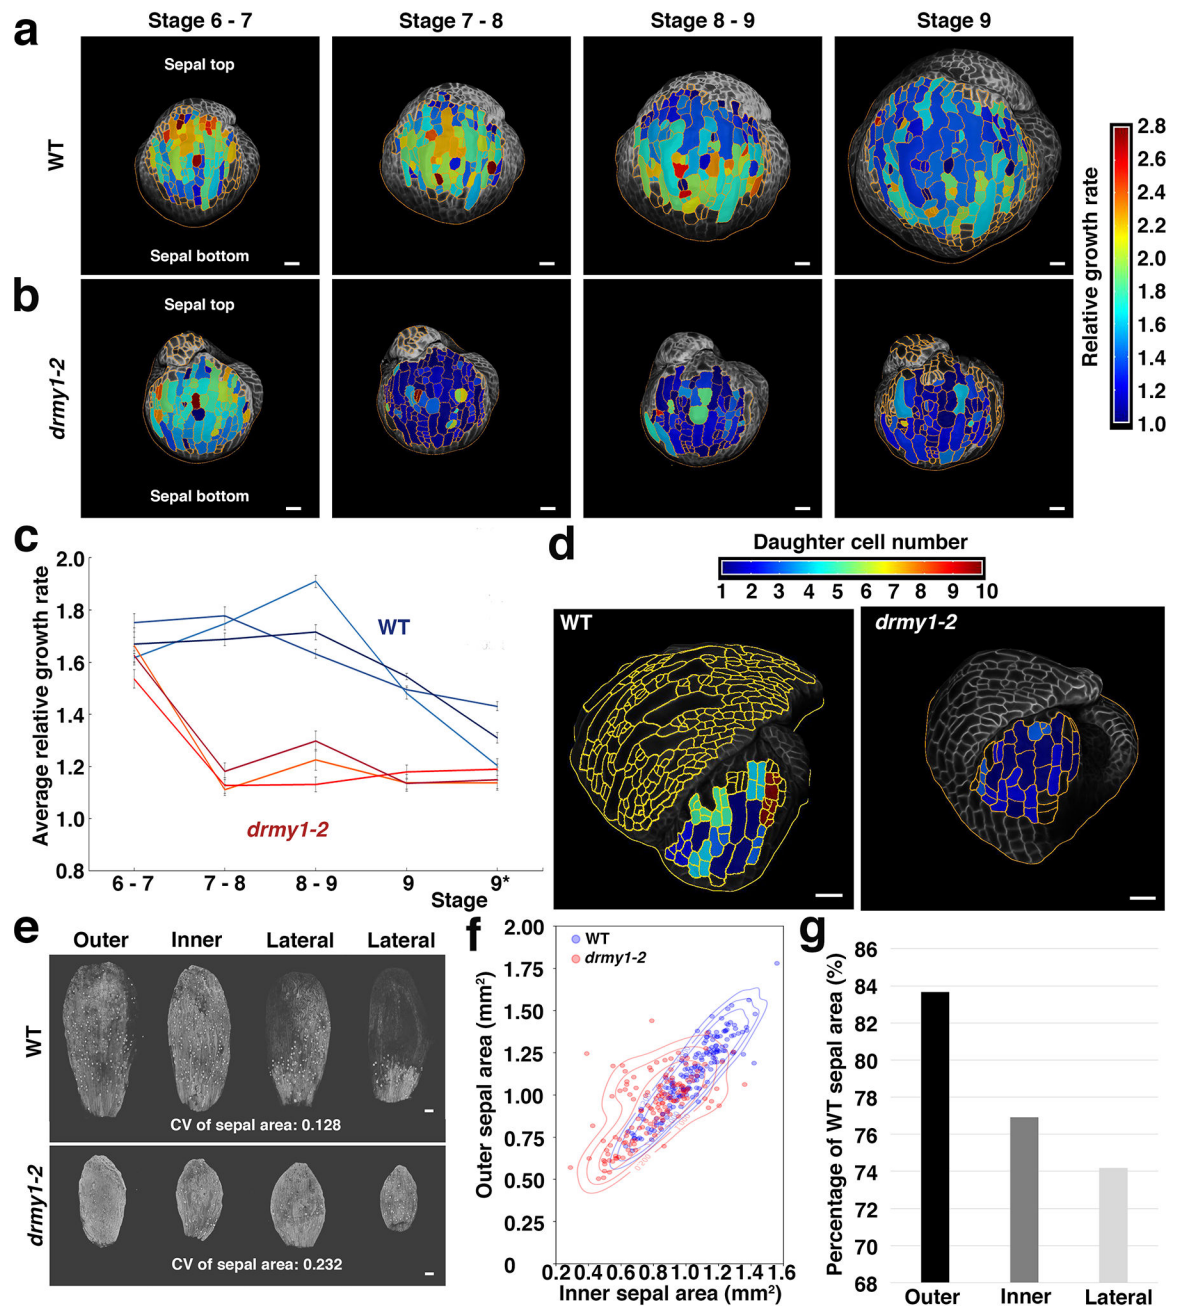 a
Stage 6 - 7
Stage 7 - 8
Stage 8 - 9
Stage 9
WT
Sepal top
Sepal bottom
Relative growth rate
2.8
2.6
2.4
2.2
2.0
1.8
1.6
1.4
1.2
1.0
b
drmy1-2
Sepal top
Sepal bottom
c
Average relative growth rate
2.0
1.8
1.6
1.4
1.2
1.0
0.8
WT
drmy1-2
6 - 7
7 - 8
8 - 9
9
9*
Stage
d
Daughter cell number
1 2 3 4 5 6 7 8 9 10
WT
drmy1-2
e
Outer
Inner
Lateral
Lateral
WT
CV of sepal area: 0.128
drmy1-2
CV of sepal area: 0.232
f
Outer sepal area (mm²)
2.00
1.75
1.50
1.25
1.00
0.75
0.50
0.25
0
WT
drmy1-2
0.200
0.2 0.4 0.6 0.8 1.0 1.2 1.4 1.6
Inner sepal area (mm²)
g
Percentage of WT sepal area (%)
86
84
82
80
78
76
74
72
70
68
Outer
Inner
Lateral